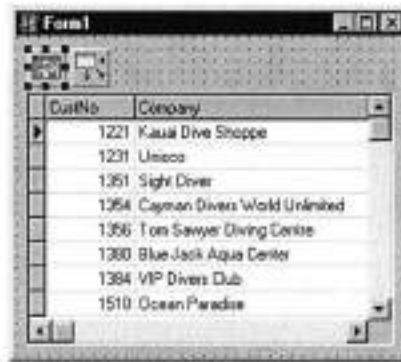 Form1
CustNo Company
1221 Kauai Dive Shoppe
1231 Unisco
1351 Sight Diver
1354 Cayman Divers World Unlimited
1356 Tom Sawyer Diving Centre
1380 Blue Jack Aqua Center
1384 VIP Divers Club
1510 Ocean Paradise